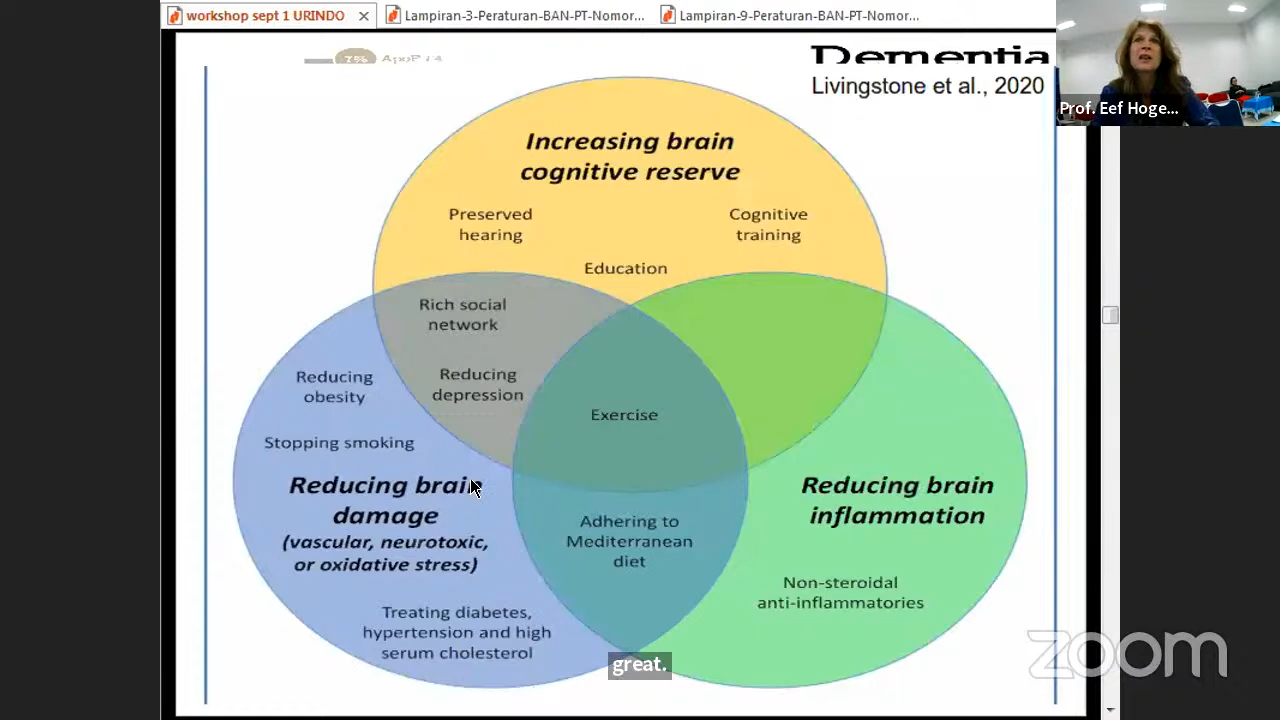 workshop sept 1 URINDO
Lampiran-3-Peraturan-BAN-PT-Nomor...
Lampiran-9-Peraturan-BAN-PT-Nomor...
7%
ApoE ε4
Dementia
Livingstone et al., 2020
Prof. Eef Hoge...
Increasing brain
cognitive reserve
Preserved
hearing
Cognitive
training
Education
Rich social
network
Reducing
obesity
Reducing
depression
Exercise
Stopping smoking
Reducing brain
damage
(vascular, neurotoxic,
or oxidative stress)
Reducing brain
inflammation
Adhering to
Mediterranean
diet
Non-steroidal
anti-inflammatories
Treating diabetes,
hypertension and high
serum cholesterol
great.
zoom